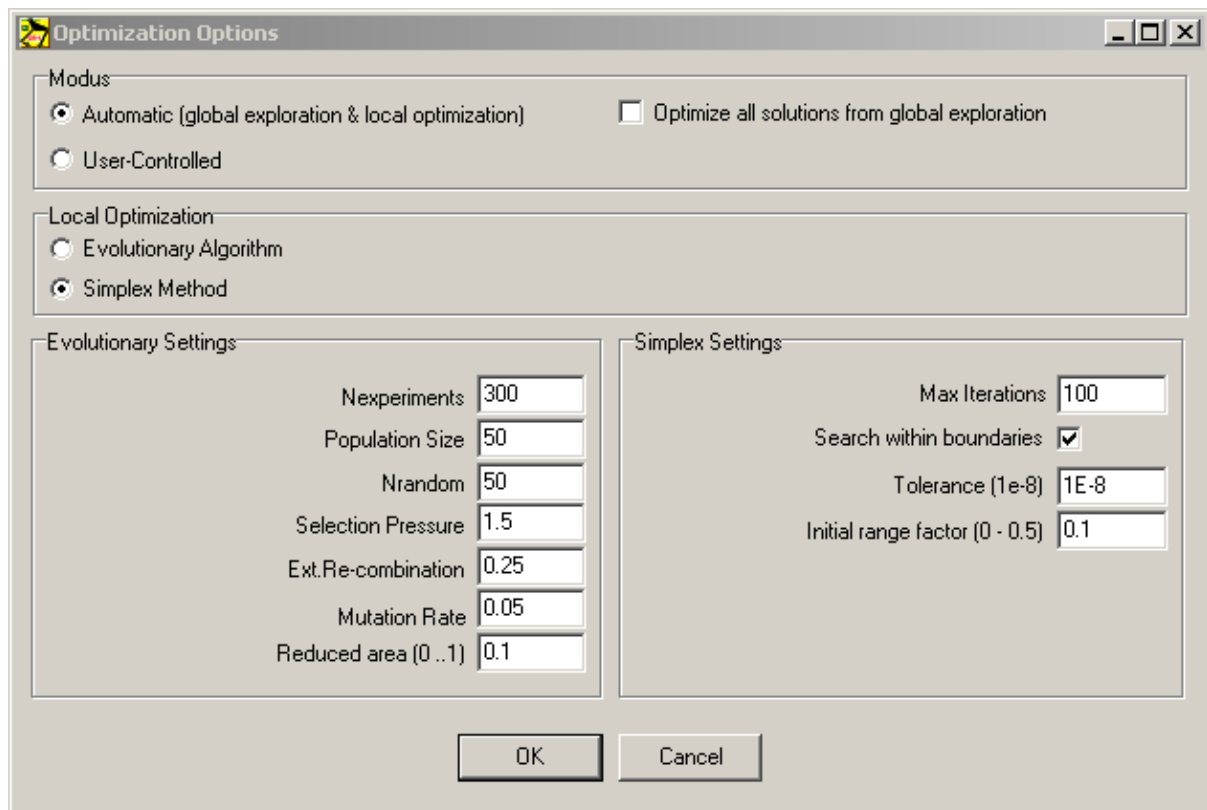 Optimization Options
Modus
Automatic (global exploration & local optimization)
Optimize all solutions from global exploration
User-Controlled
Local Optimization
Evolutionary Algorithm
Simplex Method
Evolutionary Settings
Nexperiments 300
Population Size 50
Nrandom 50
Selection Pressure 1.5
Ext.Re-combination 0.25
Mutation Rate 0.05
Reduced area (0 ..1) 0.1
Simplex Settings
Max Iterations 100
Search within boundaries
Tolerance (1e-8) 1E-8
Initial range factor (0 - 0.5) 0.1
OK
Cancel